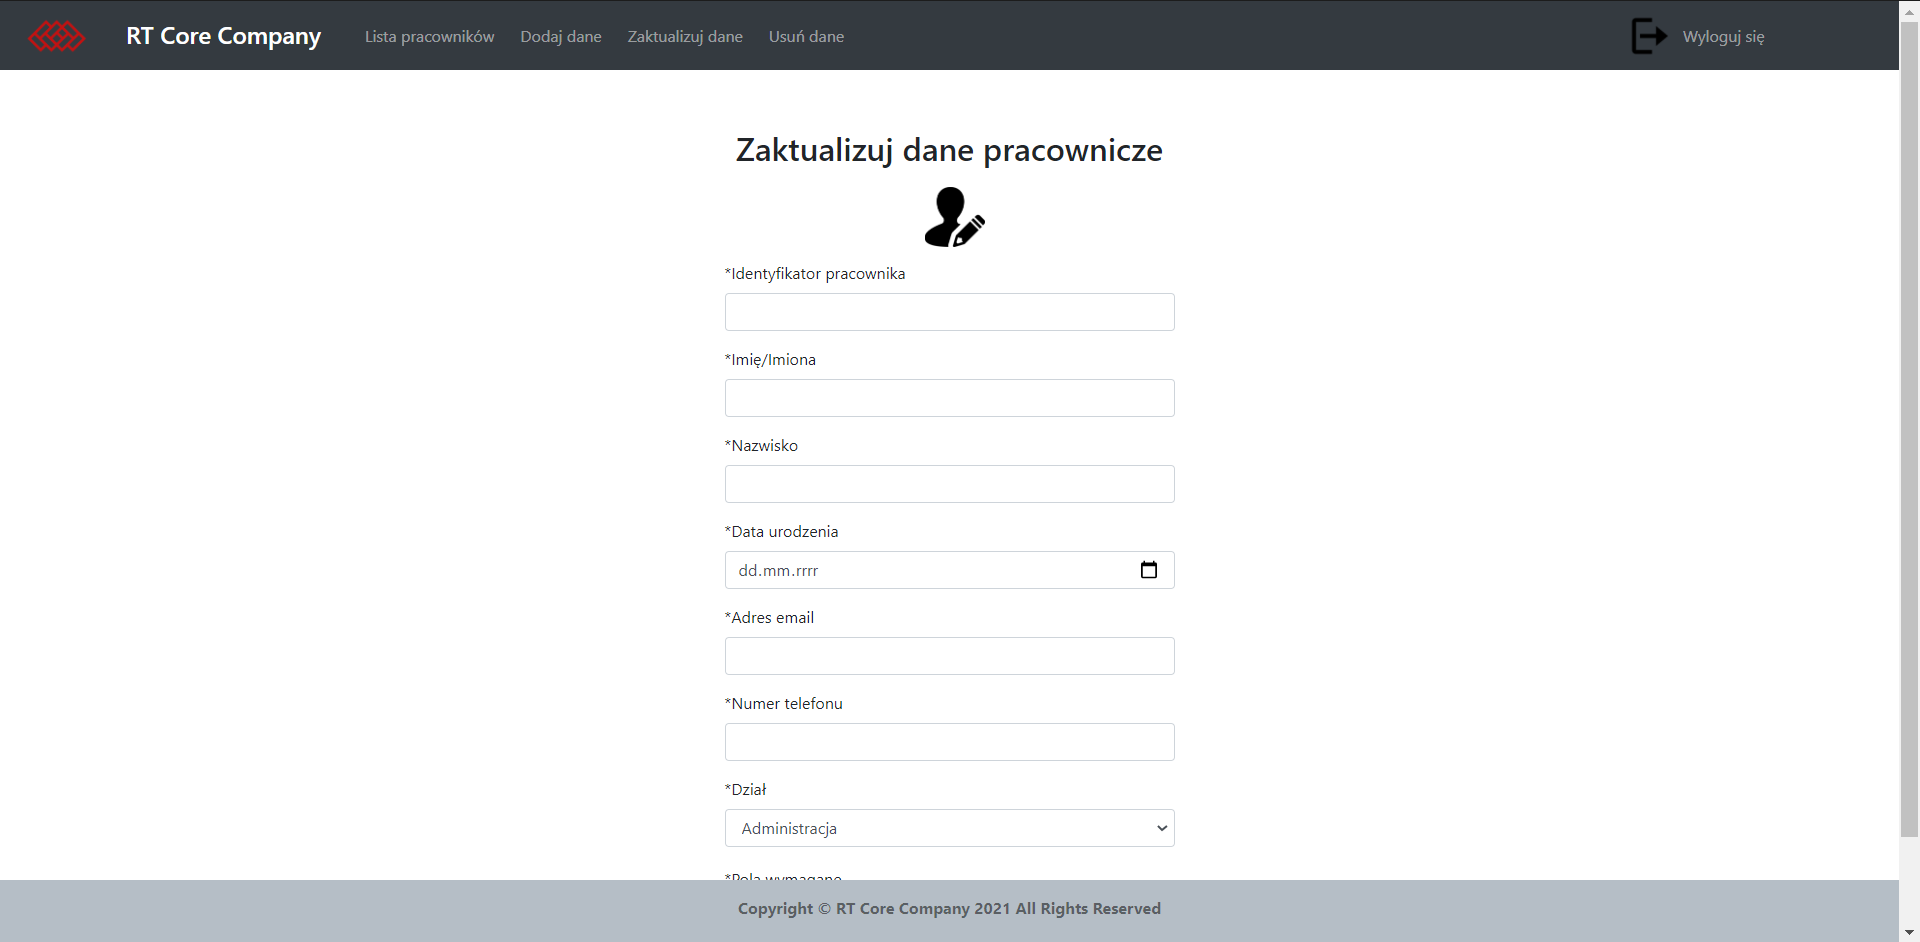 RT Core Company
Lista pracowników
Dodaj dane
Zaktualizuj dane
Usuń dane
Wyloguj się
Zaktualizuj dane pracownicze
*Identyfikator pracownika
*Imię/Imiona
*Nazwisko
*Data urodzenia
dd.mm.rrrr
*Adres email
*Numer telefonu
*Dział
Administracja
*Pola wymagane
Copyright © RT Core Company 2021 All Rights Reserved